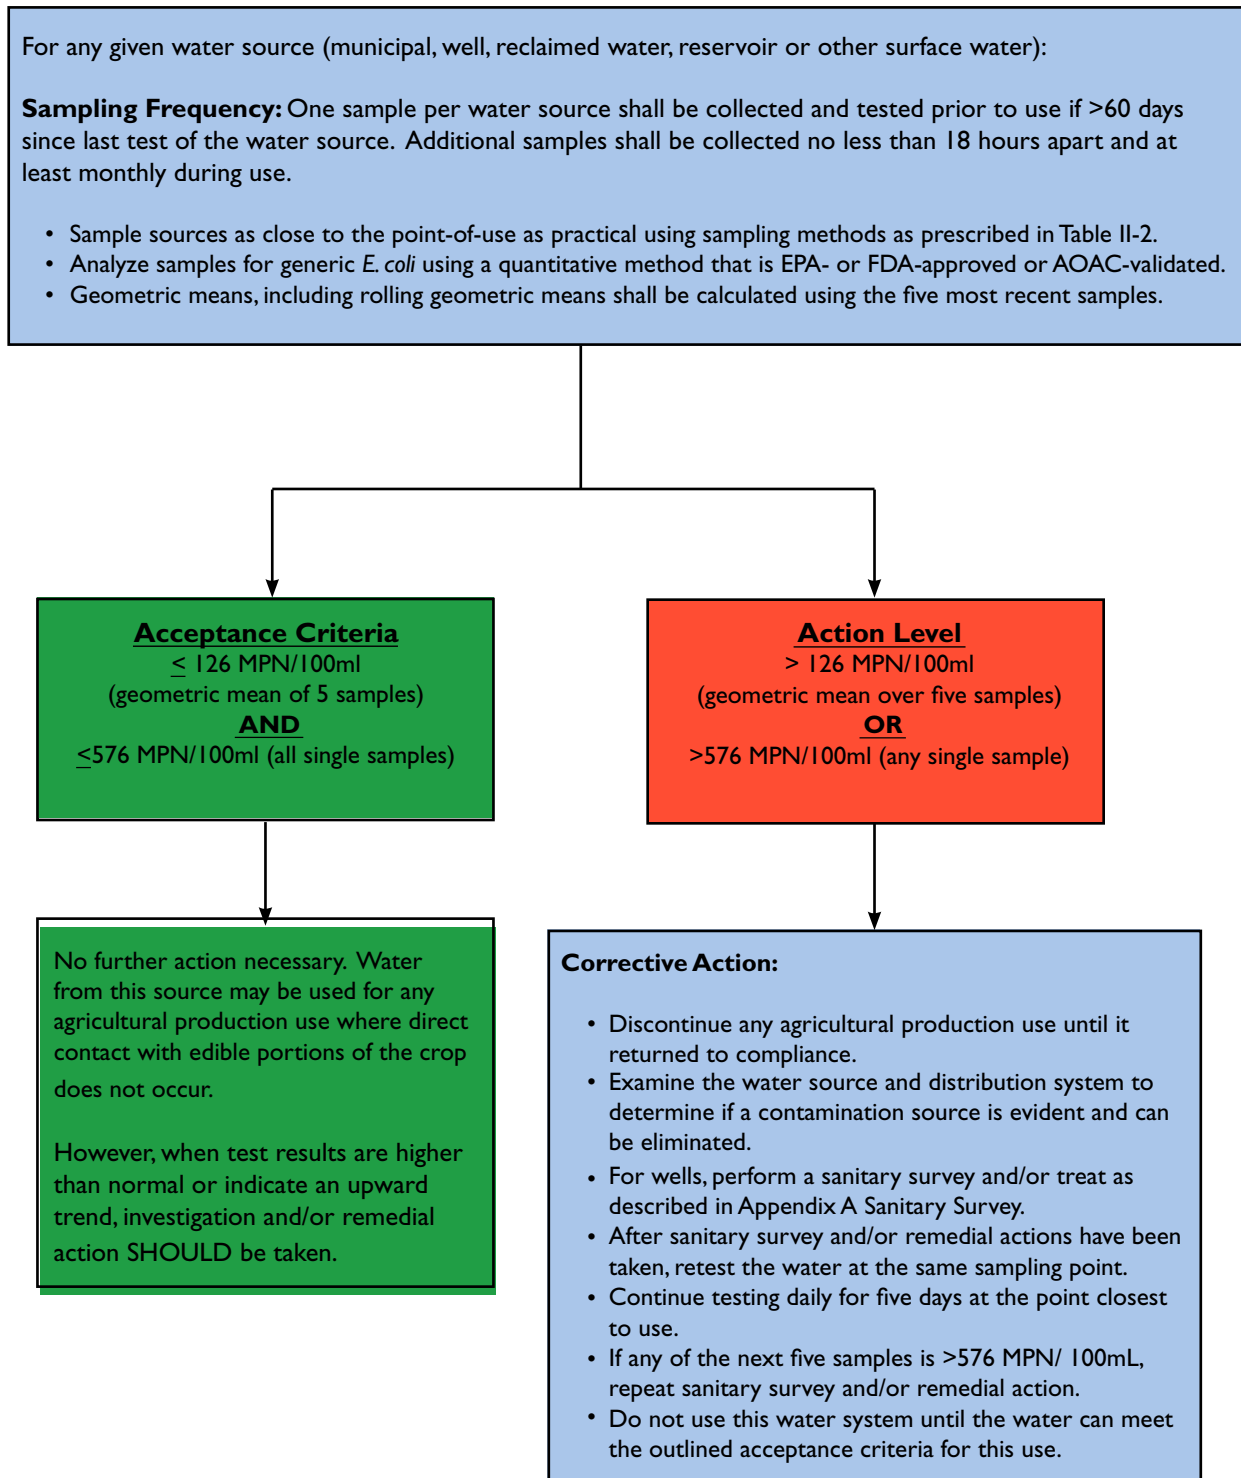 For any given water source (municipal, well, reclaimed water, reservoir or other surface water):
Sampling Frequency: One sample per water source shall be collected and tested prior to use if >60 days
since last test of the water source. Additional samples shall be collected no less than 18 hours apart and at
least monthly during use.
• Sample sources as close to the point-of-use as practical using sampling methods as prescribed in Table II-2.
• Analyze samples for generic E. coli using a quantitative method that is EPA- or FDA-approved or AOAC-validated.
• Geometric means, including rolling geometric means shall be calculated using the five most recent samples.
Acceptance Criteria
≤ 126 MPN/100ml
(geometric mean of 5 samples)
AND
≤576 MPN/100ml (all single samples)
Action Level
> 126 MPN/100ml
(geometric mean over five samples)
OR
>576 MPN/100ml (any single sample)
No further action necessary. Water
from this source may be used for any
agricultural production use where direct
contact with edible portions of the crop
does not occur.
However, when test results are higher
than normal or indicate an upward
trend, investigation and/or remedial
action SHOULD be taken.
Corrective Action:
• Discontinue any agricultural production use until it
returned to compliance.
• Examine the water source and distribution system to
determine if a contamination source is evident and can
be eliminated.
• For wells, perform a sanitary survey and/or treat as
described in Appendix A Sanitary Survey.
• After sanitary survey and/or remedial actions have been
taken, retest the water at the same sampling point.
• Continue testing daily for five days at the point closest
to use.
• If any of the next five samples is >576 MPN/ 100mL,
repeat sanitary survey and/or remedial action.
• Do not use this water system until the water can meet
the outlined acceptance criteria for this use.